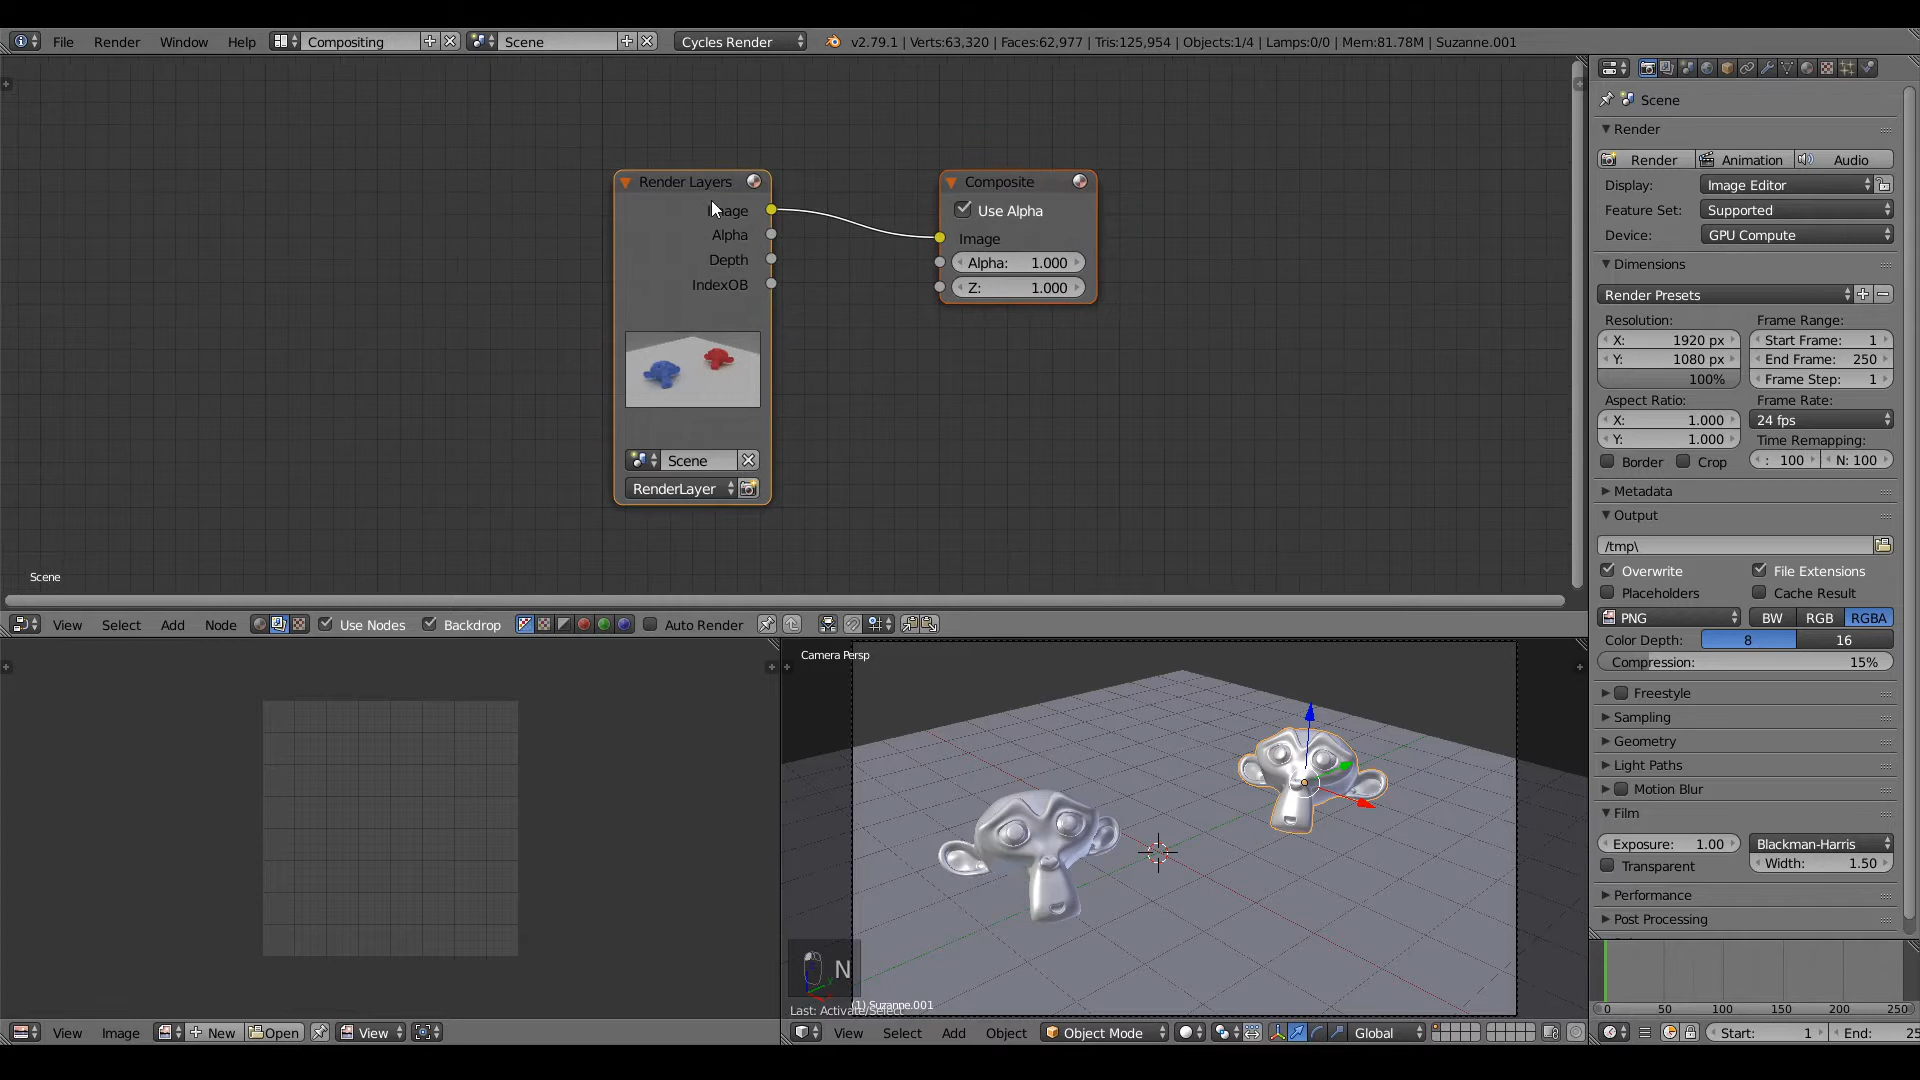 File Render Window Help Compositing Scene Cycles Render v2.79.1 | Verts:63,320 | Faces:62,977 | Tris:125,954 | Objects:1/4 | Lamps:0/0 | Mem:81.78M | Suzanne.001
Render Layers
Image
Alpha
Depth
IndexOB
Scene
RenderLayer
Composite
Use Alpha
Image
Alpha: 1.000
Z: 1.000
Scene
View Select Add Node Use Nodes Backdrop Auto Render
Scene
Render
Render Animation Audio
Display: Image Editor
Feature Set: Supported
Device: GPU Compute
Dimensions
Render Presets
Resolution: Frame Range:
X: 1920 px Start Frame: 1
Y: 1080 px End Frame: 250
100% Frame Step: 1
Aspect Ratio: Frame Rate:
X: 1.000 24 fps
Y: 1.000 Time Remapping:
Border Crop : 100 N: 100
Metadata
Output
/tmp\
Overwrite File Extensions
Placeholders Cache Result
PNG BW RGB RGBA
Color Depth: 8 16
Compression: 15%
Freestyle
Sampling
Geometry
Light Paths
Motion Blur
Film
Exposure: 1.00 Blackman-Harris
Transparent Width: 1.50
Performance
Post Processing
Camera Persp
N
(1) Suzanne.001
Last: Activate/Select
View Image New Open View
View Select Add Object Object Mode Global
0 50 100 150 200 250
Start: 1 End: 25